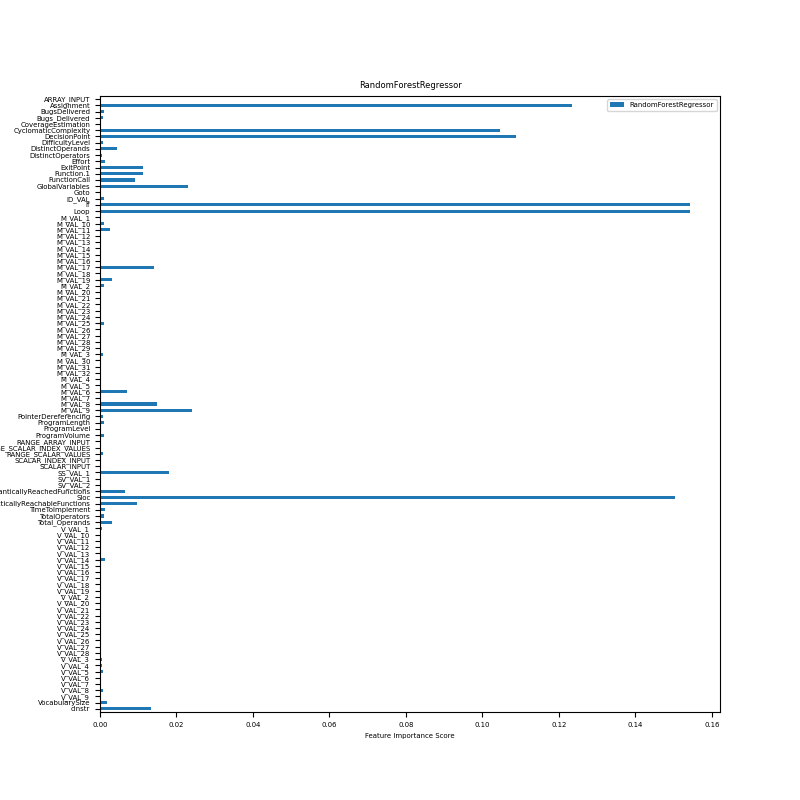 RandomForestRegressor
RandomForestRegressor
ARRAY_INPUT
Assignment
BugsDelivered
Bugs_Delivered
CoverageEstimation
CyclomaticComplexity
DecisionPoint
DifficultyLevel
DistinctOperands
DistinctOperators
Effort
ExitPoint
Function.1
FunctionCall
GlobalVariables
Goto
ID_VAL
If
Loop
M_VAL_1
M_VAL_10
M_VAL_11
M_VAL_12
M_VAL_13
M_VAL_14
M_VAL_15
M_VAL_16
M_VAL_17
M_VAL_18
M_VAL_19
M_VAL_2
M_VAL_20
M_VAL_21
M_VAL_22
M_VAL_23
M_VAL_24
M_VAL_25
M_VAL_26
M_VAL_27
M_VAL_28
M_VAL_29
M_VAL_3
M_VAL_30
M_VAL_31
M_VAL_32
M_VAL_4
M_VAL_5
M_VAL_6
M_VAL_7
M_VAL_8
M_VAL_9
PointerDereferencing
ProgramLength
ProgramLevel
ProgramVolume
RANGE_ARRAY_INPUT
E_SCALAR_INDEX_VALUES
RANGE_SCALAR_VALUES
SCALAR_INDEX_INPUT
SCALAR_INPUT
SS_VAL_1
SV_VAL_1
SV_VAL_2
anticallyReachedFunctions
Sloc
ticallyReachableFunctions
TimeToImplement
TotalOperators
Total_Operands
V_VAL_1
V_VAL_10
V_VAL_11
V_VAL_12
V_VAL_13
V_VAL_14
V_VAL_15
V_VAL_16
V_VAL_17
V_VAL_18
V_VAL_19
V_VAL_2
V_VAL_20
V_VAL_21
V_VAL_22
V_VAL_23
V_VAL_24
V_VAL_25
V_VAL_26
V_VAL_27
V_VAL_28
V_VAL_3
V_VAL_4
V_VAL_5
V_VAL_6
V_VAL_7
V_VAL_8
V_VAL_9
VocabularySize
cinstr
0.00 0.02 0.04 0.06 0.08 0.10 0.12 0.14 0.16
Feature Importance Score